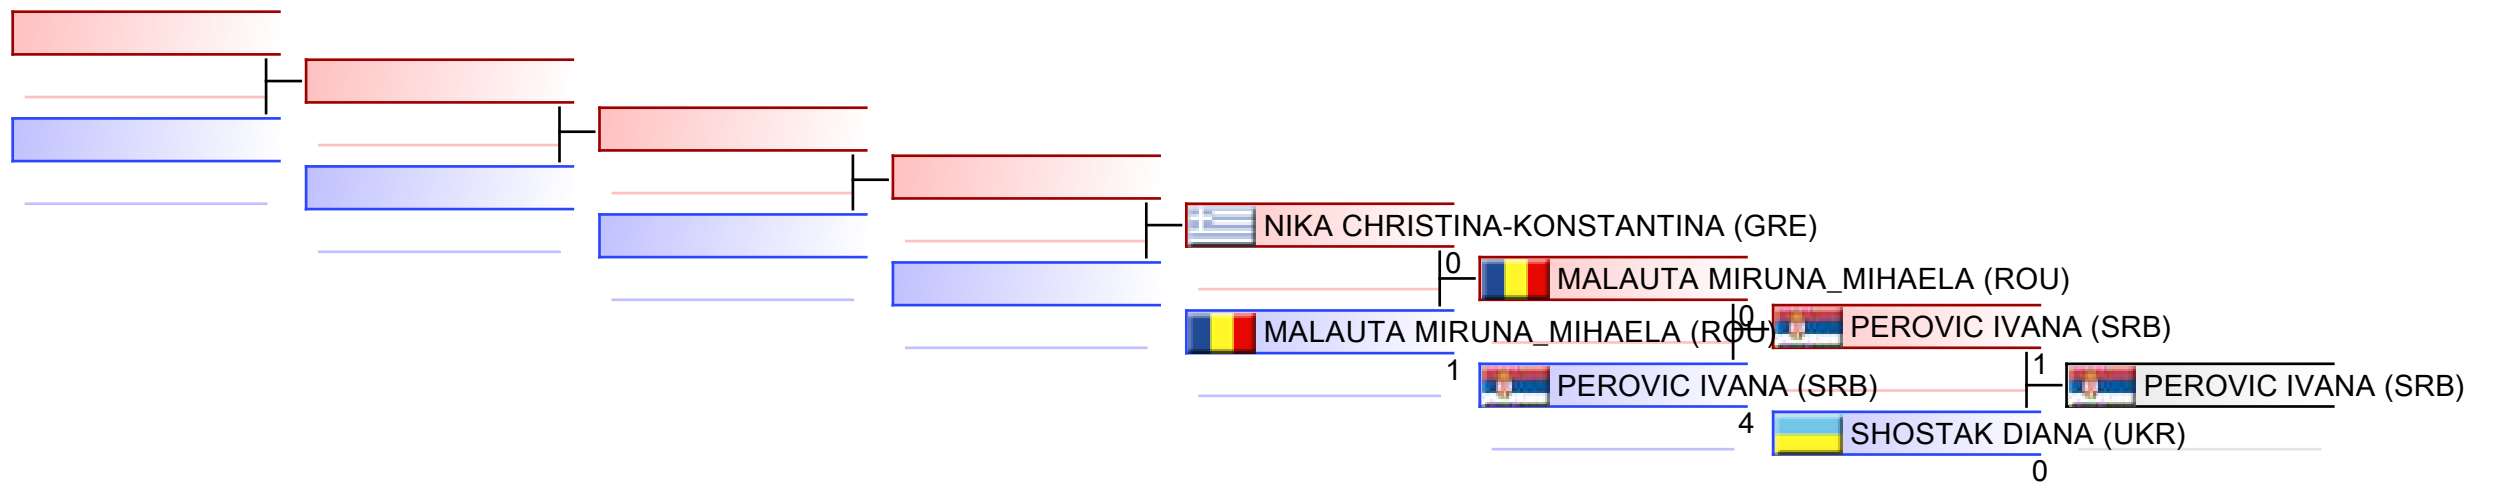 NIKA CHRISTINA-KONSTANTINA (GRE)
0
MALAUTA MIRUNA_MIHAELA (ROU)
1
MALAUTA MIRUNA_MIHAELA (ROU)
0
PEROVIC IVANA (SRB)
4
PEROVIC IVANA (SRB)
1
SHOSTAK DIANA (UKR)
0
PEROVIC IVANA (SRB)